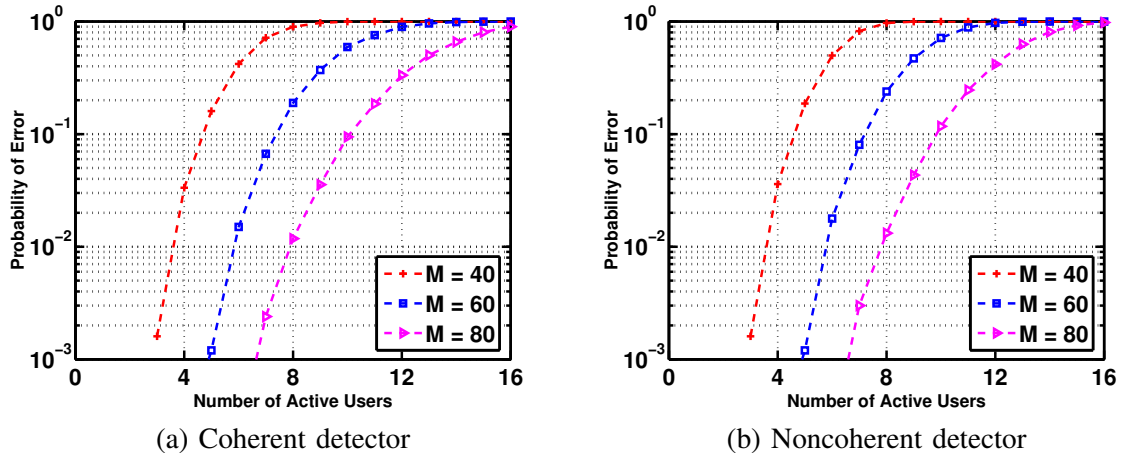 10^0
10^-1
10^-2
10^-3
Probability of Error
0 4 8 12 16
Number of Active Users
M = 40
M = 60
M = 80
(a) Coherent detector
10^0
10^-1
10^-2
10^-3
Probability of Error
0 4 8 12 16
Number of Active Users
M = 40
M = 60
M = 80
(b) Noncoherent detector